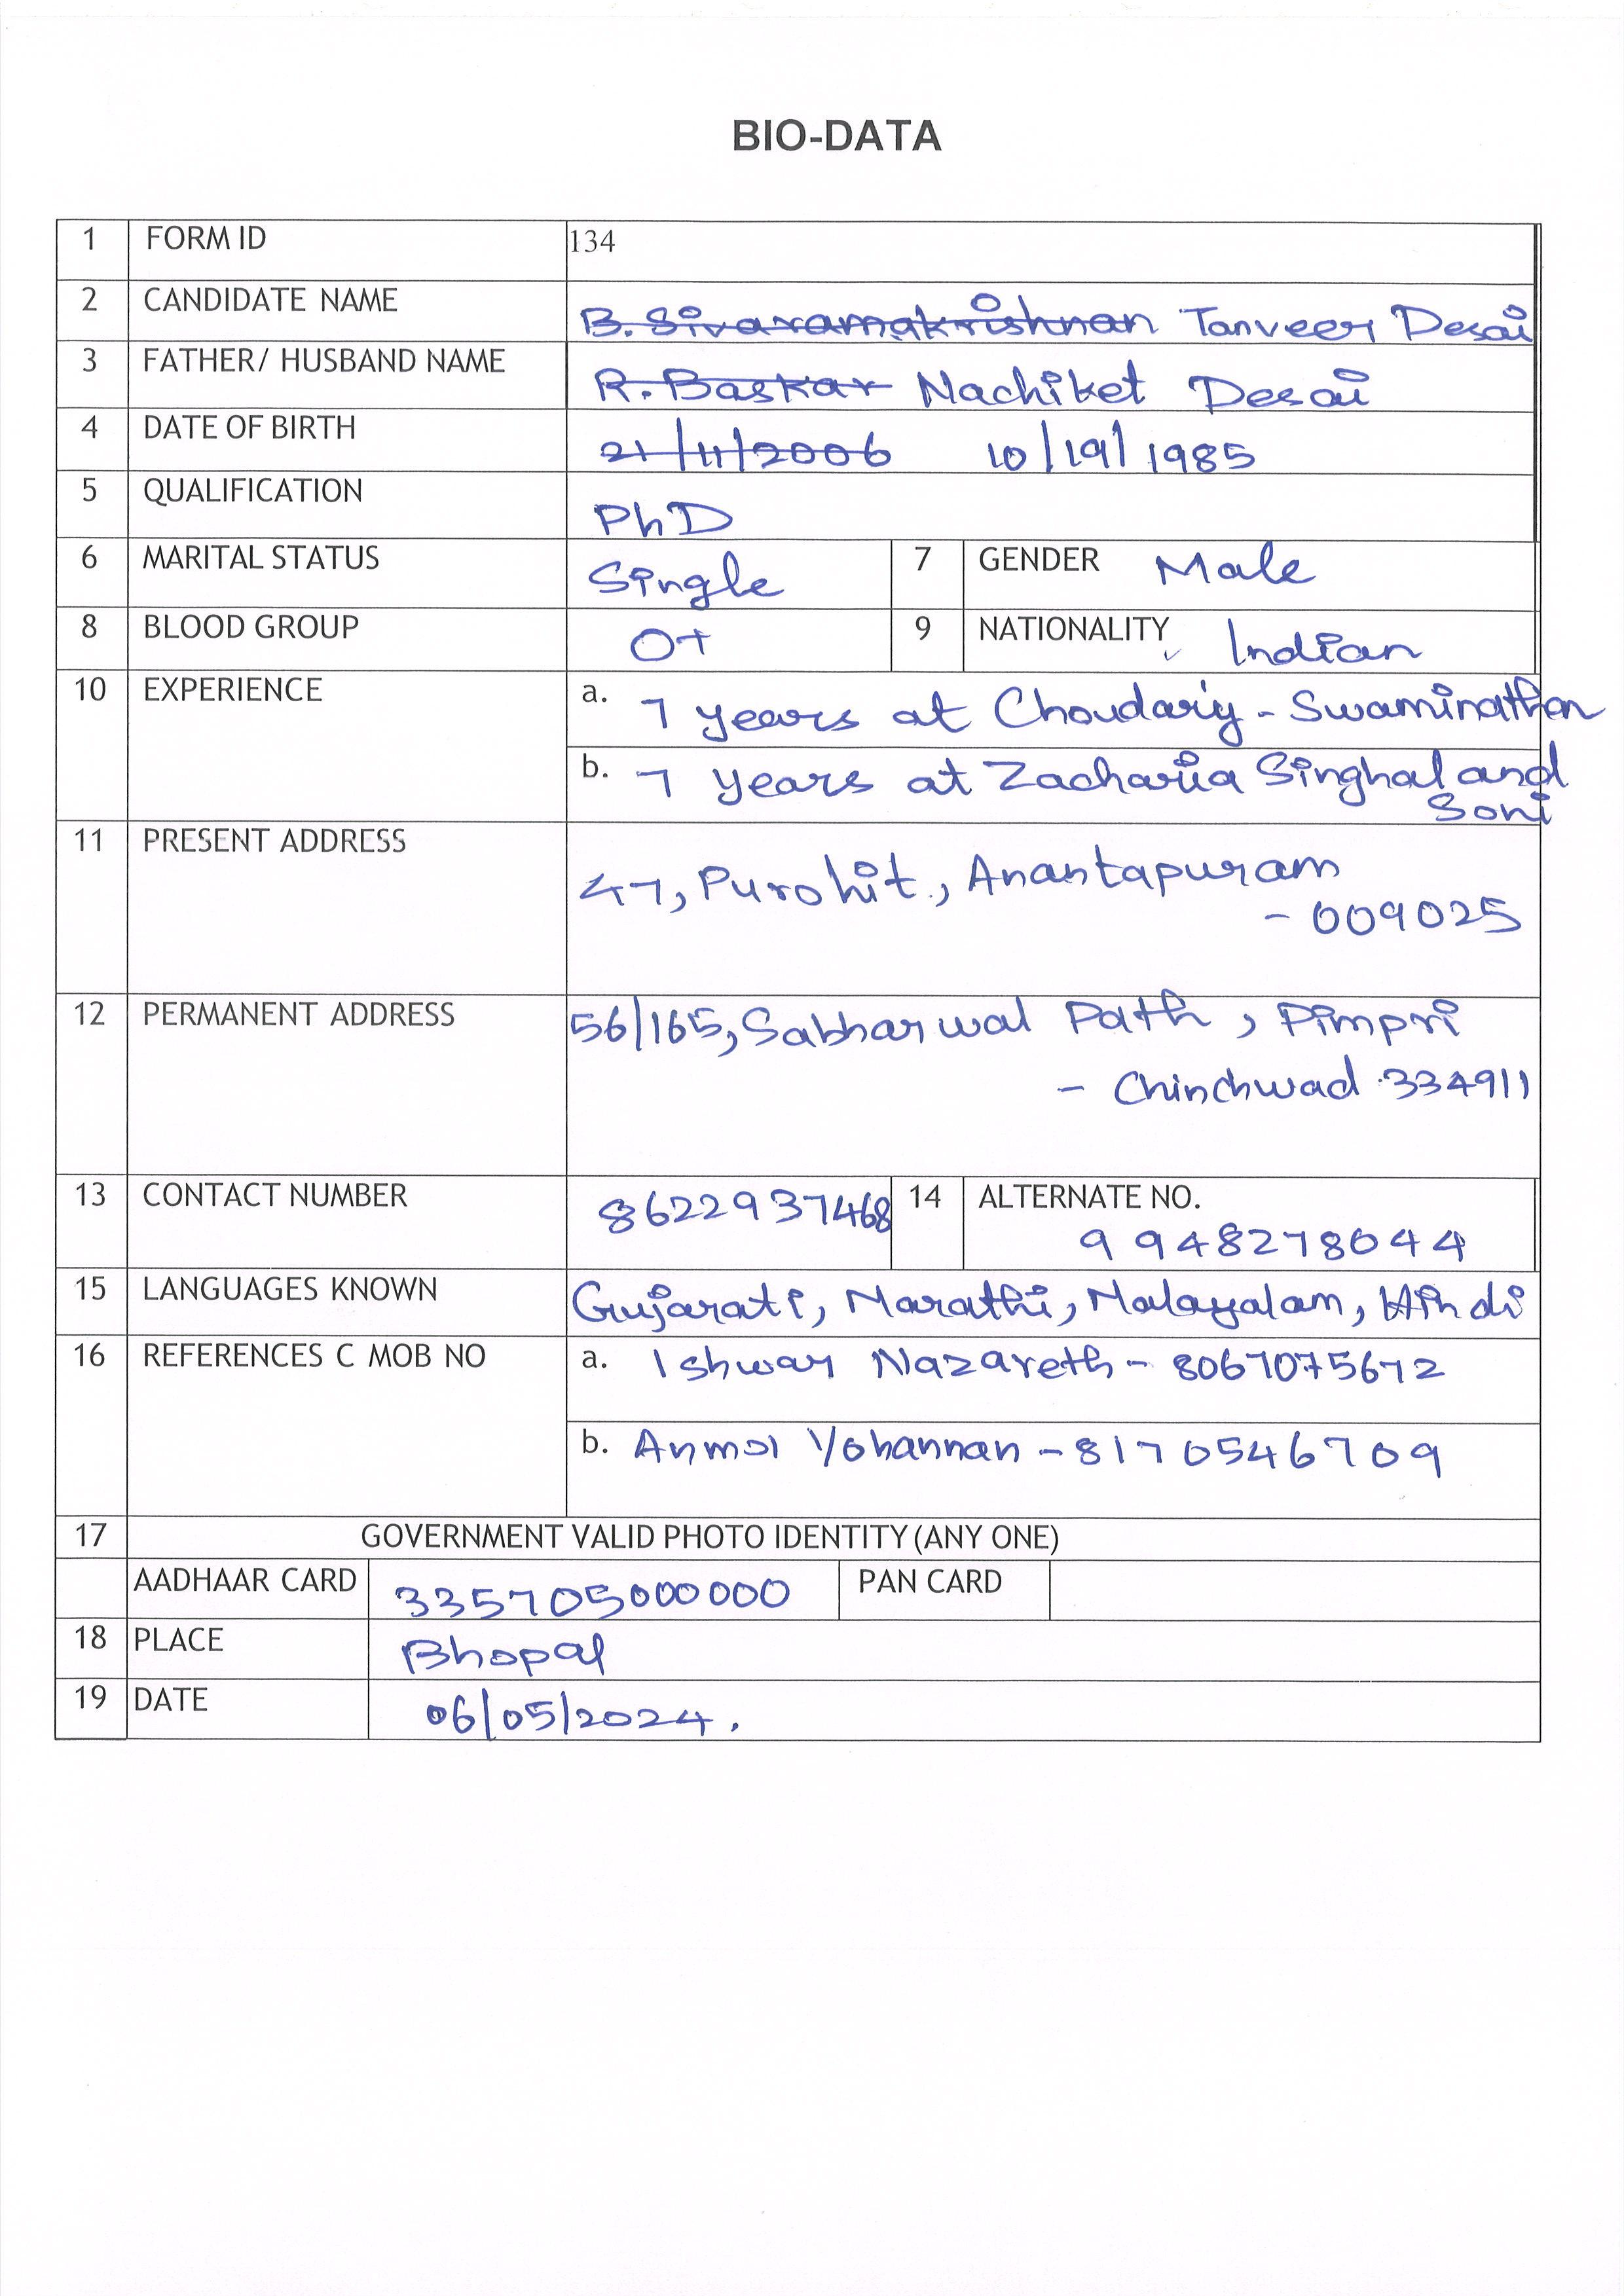 BIO-DATA
1 FORM ID 134
2 CANDIDATE NAME B. Sivaramakrishnan Tanveer Desai
3 FATHER/ HUSBAND NAME R. Baskar Nachiket Desai
4 DATE OF BIRTH 21/11/2006 10/19/1985
5 QUALIFICATION PhD
6 MARITAL STATUS Single 7 GENDER Male
8 BLOOD GROUP O+ 9 NATIONALITY Indian
10 EXPERIENCE a. 7 years at Choudary - Swaminathan
b. 7 years at Zacharia Singhal and
Soni
11 PRESENT ADDRESS
47, Purohit, Anantapuram
- 009025
12 PERMANENT ADDRESS 56/165, Sabharwal Path, Pimpri
- Chinchwad 334911
13 CONTACT NUMBER 8622937468 14 ALTERNATE NO.
9948278044
15 LANGUAGES KNOWN Gujarati, Marathi, Malayalam, Hindi
16 REFERENCES C MOB NO a. Ishwar Nazareth - 8067075672
b. Anmol Yohannan - 8170546709
17 GOVERNMENT VALID PHOTO IDENTITY (ANY ONE)
AADHAAR CARD 335705000000 PAN CARD
18 PLACE Bhopal
19 DATE 06/05/2024.